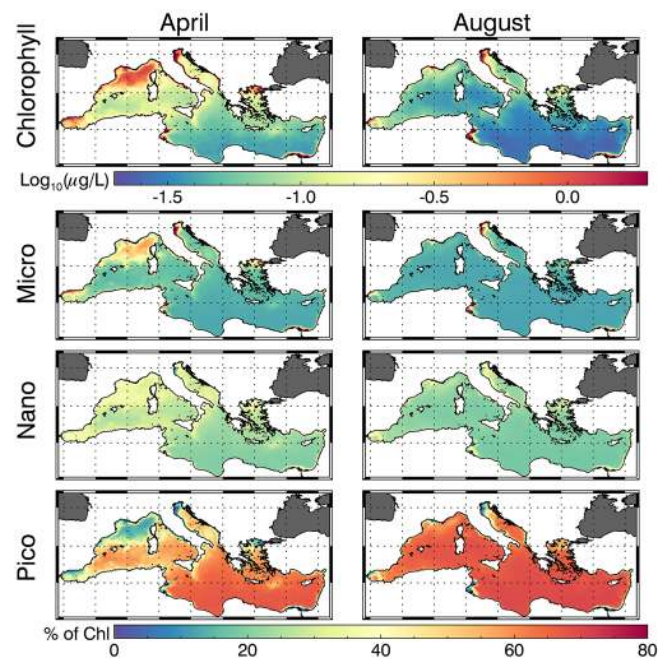 April August
Chlorophyll
Log₁₀(μg/L) -1.5 -1.0 -0.5 0.0
Micro
Nano
Pico
% of Chl 0 20 40 60 80